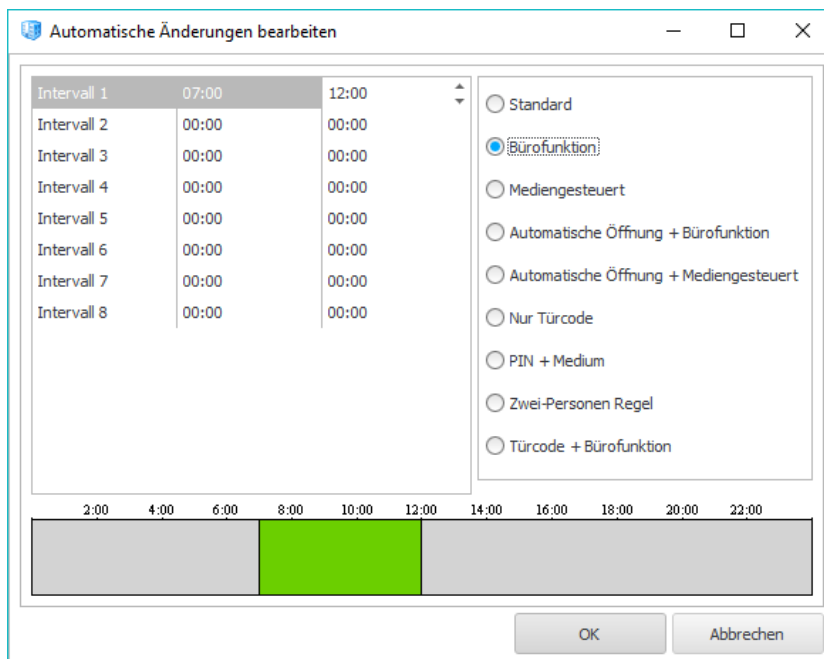 Automatische Änderungen bearbeiten
Intervall 1 07:00 12:00
Intervall 2 00:00 00:00
Intervall 3 00:00 00:00
Intervall 4 00:00 00:00
Intervall 5 00:00 00:00
Intervall 6 00:00 00:00
Intervall 7 00:00 00:00
Intervall 8 00:00 00:00
Standard
Bürofunktion
Mediengesteuert
Automatische Öffnung + Bürofunktion
Automatische Öffnung + Mediengesteuert
Nur Türcode
PIN + Medium
Zwei-Personen Regel
Türcode + Bürofunktion
2:00 4:00 6:00 8:00 10:00 12:00 14:00 16:00 18:00 20:00 22:00
OK Abbrechen